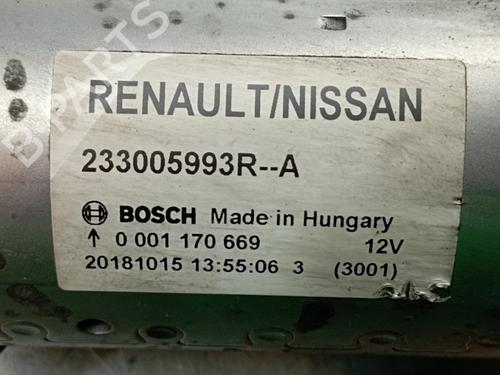 RENAULT/NISSAN
233005993R--A
BOSCH Made in Hungary
↑ 0 001 170 669 12V
20181015 13:55:06 3 (3001)